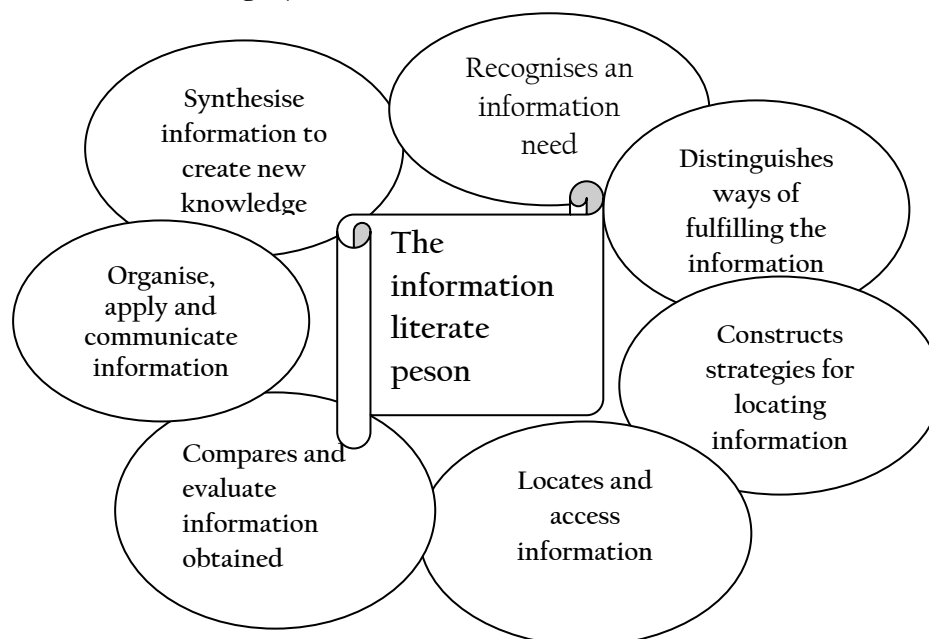 Recognises an
information
need
Distinguishes
ways of
fulfilling the
information
Constructs
strategies for
locating
information
Locates and
access
information
Compares and
evaluate
information
obtained
Organise,
apply and
communicate
information
Synthesise
information to
create new
knowledge
The
information
literate
peson